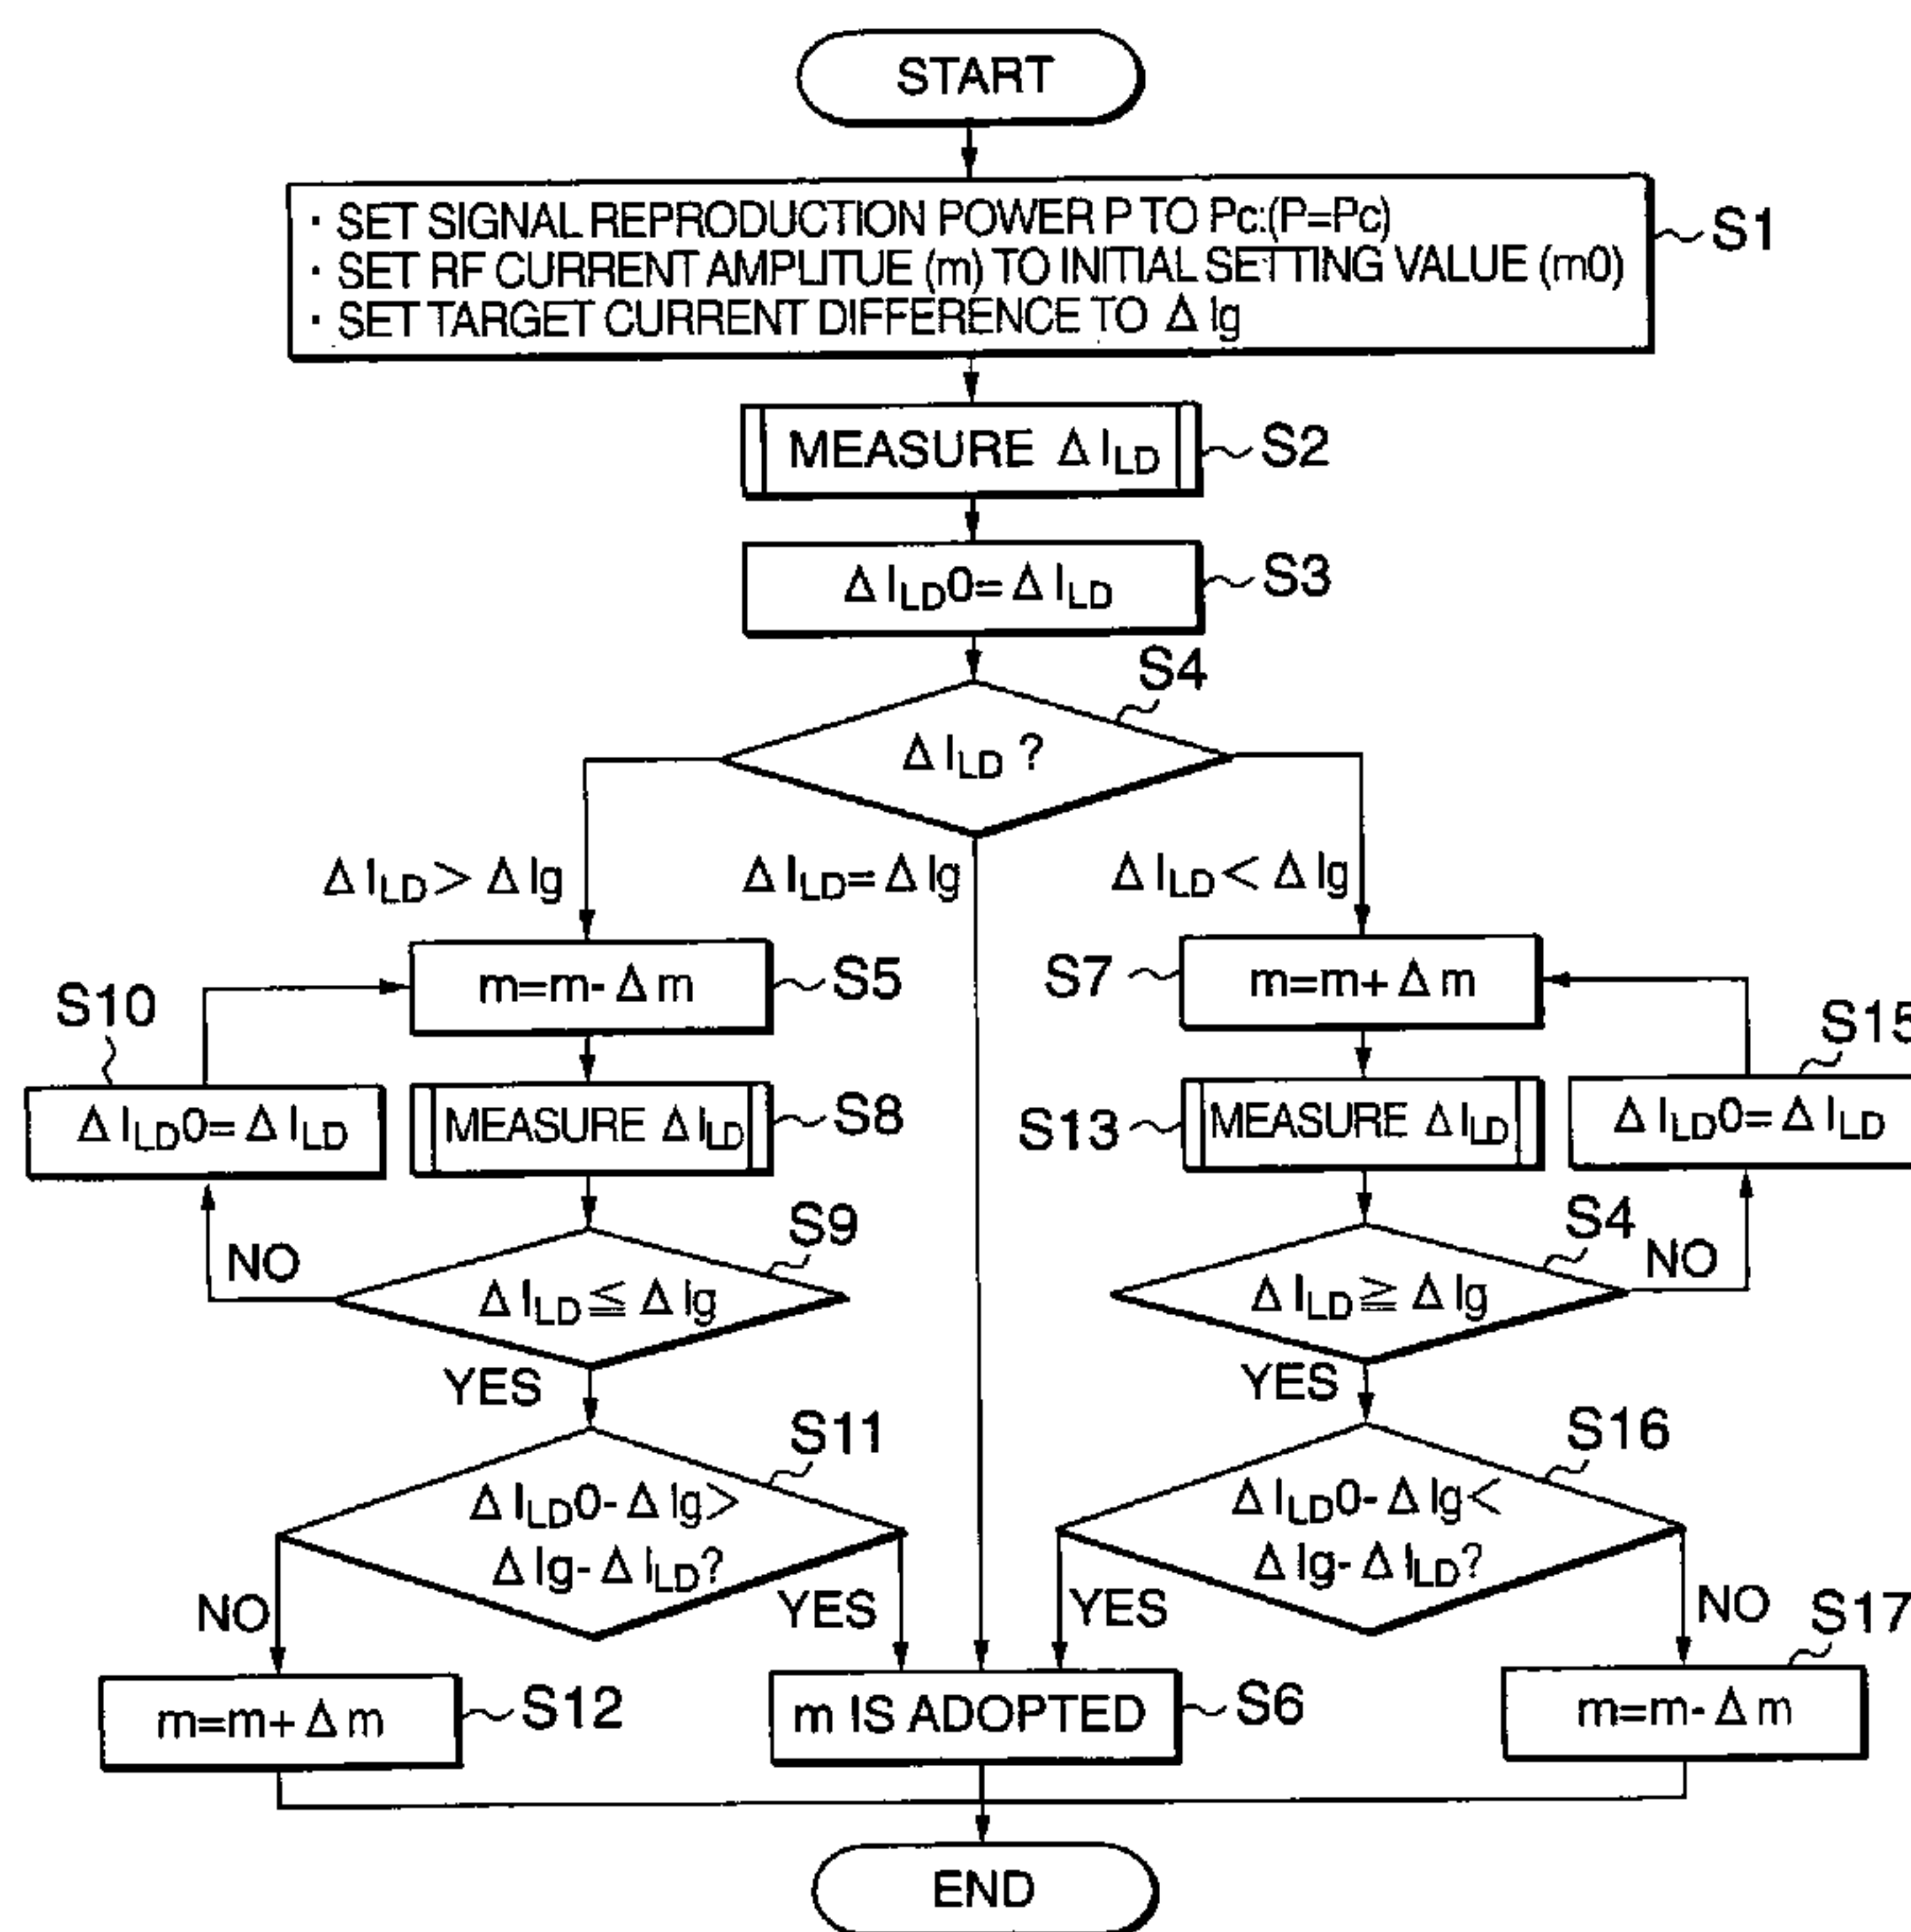 START
· SET SIGNAL REPRODUCTION POWER P TO Pc:(P=Pc)
· SET RF CURRENT AMPLITUE (m) TO INITIAL SETTING VALUE (m0)
· SET TARGET CURRENT DIFFERENCE TO Δ Ig
S1
MEASURE Δ ILD
S2
Δ ILD0= Δ ILD
S3
S4
Δ ILD ?
Δ ILD> Δ Ig
Δ ILD= Δ Ig
Δ ILD< Δ Ig
m=m- Δ m
S5
S7
m=m+ Δ m
S10
S15
Δ ILD0= Δ ILD
MEASURE Δ ILD
S8
S13
MEASURE Δ ILD
Δ ILD0= Δ ILD
NO
S9
Δ ILD≦ Δ Ig
S4
NO
Δ ILD≧ Δ Ig
YES
YES
S11
Δ ILD0- Δ Ig>
Δ Ig- Δ ILD?
S16
Δ ILD0- Δ Ig<
Δ Ig- Δ ILD?
NO
YES
YES
NO
S17
m=m+ Δ m
S12
m IS ADOPTED
S6
m=m- Δ m
END